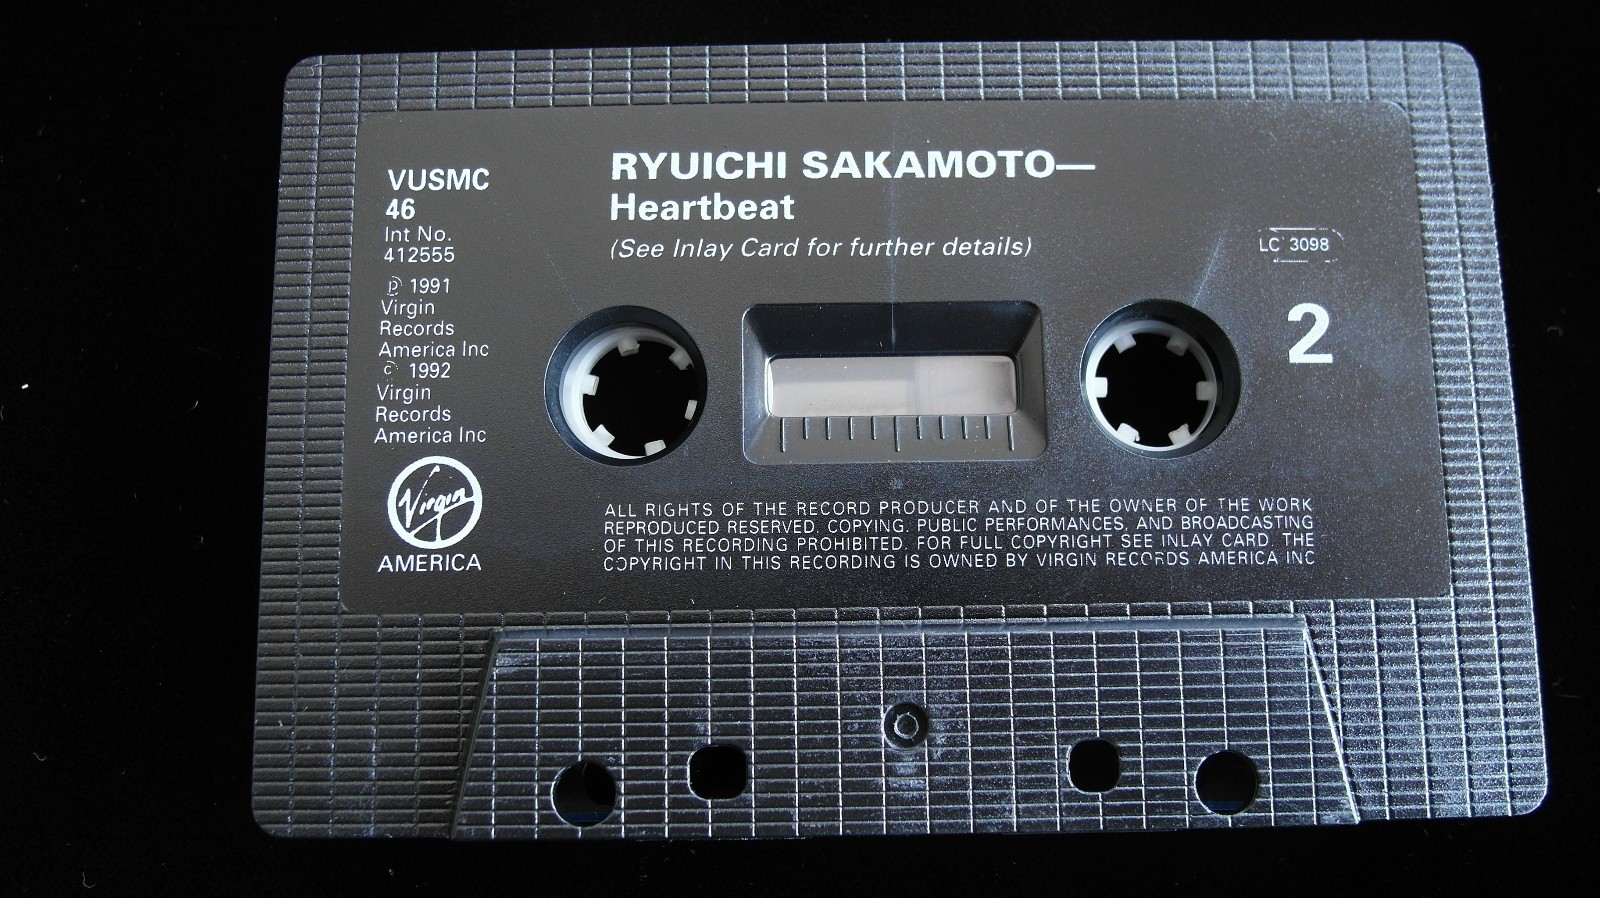 VUSMC
46
Int No.
412555
℗ 1991
Virgin
Records
America Inc
© 1992
Virgin
Records
America Inc
Virgin
AMERICA
RYUICHI SAKAMOTO—
Heartbeat
(See Inlay Card for further details)
LC 3098
2
ALL RIGHTS OF THE RECORD PRODUCER AND OF THE OWNER OF THE WORK
REPRODUCED RESERVED. COPYING, PUBLIC PERFORMANCES, AND BROADCASTING
OF THIS RECORDING PROHIBITED. FOR FULL COPYRIGHT SEE INLAY CARD. THE
COPYRIGHT IN THIS RECORDING IS OWNED BY VIRGIN RECORDS AMERICA INC